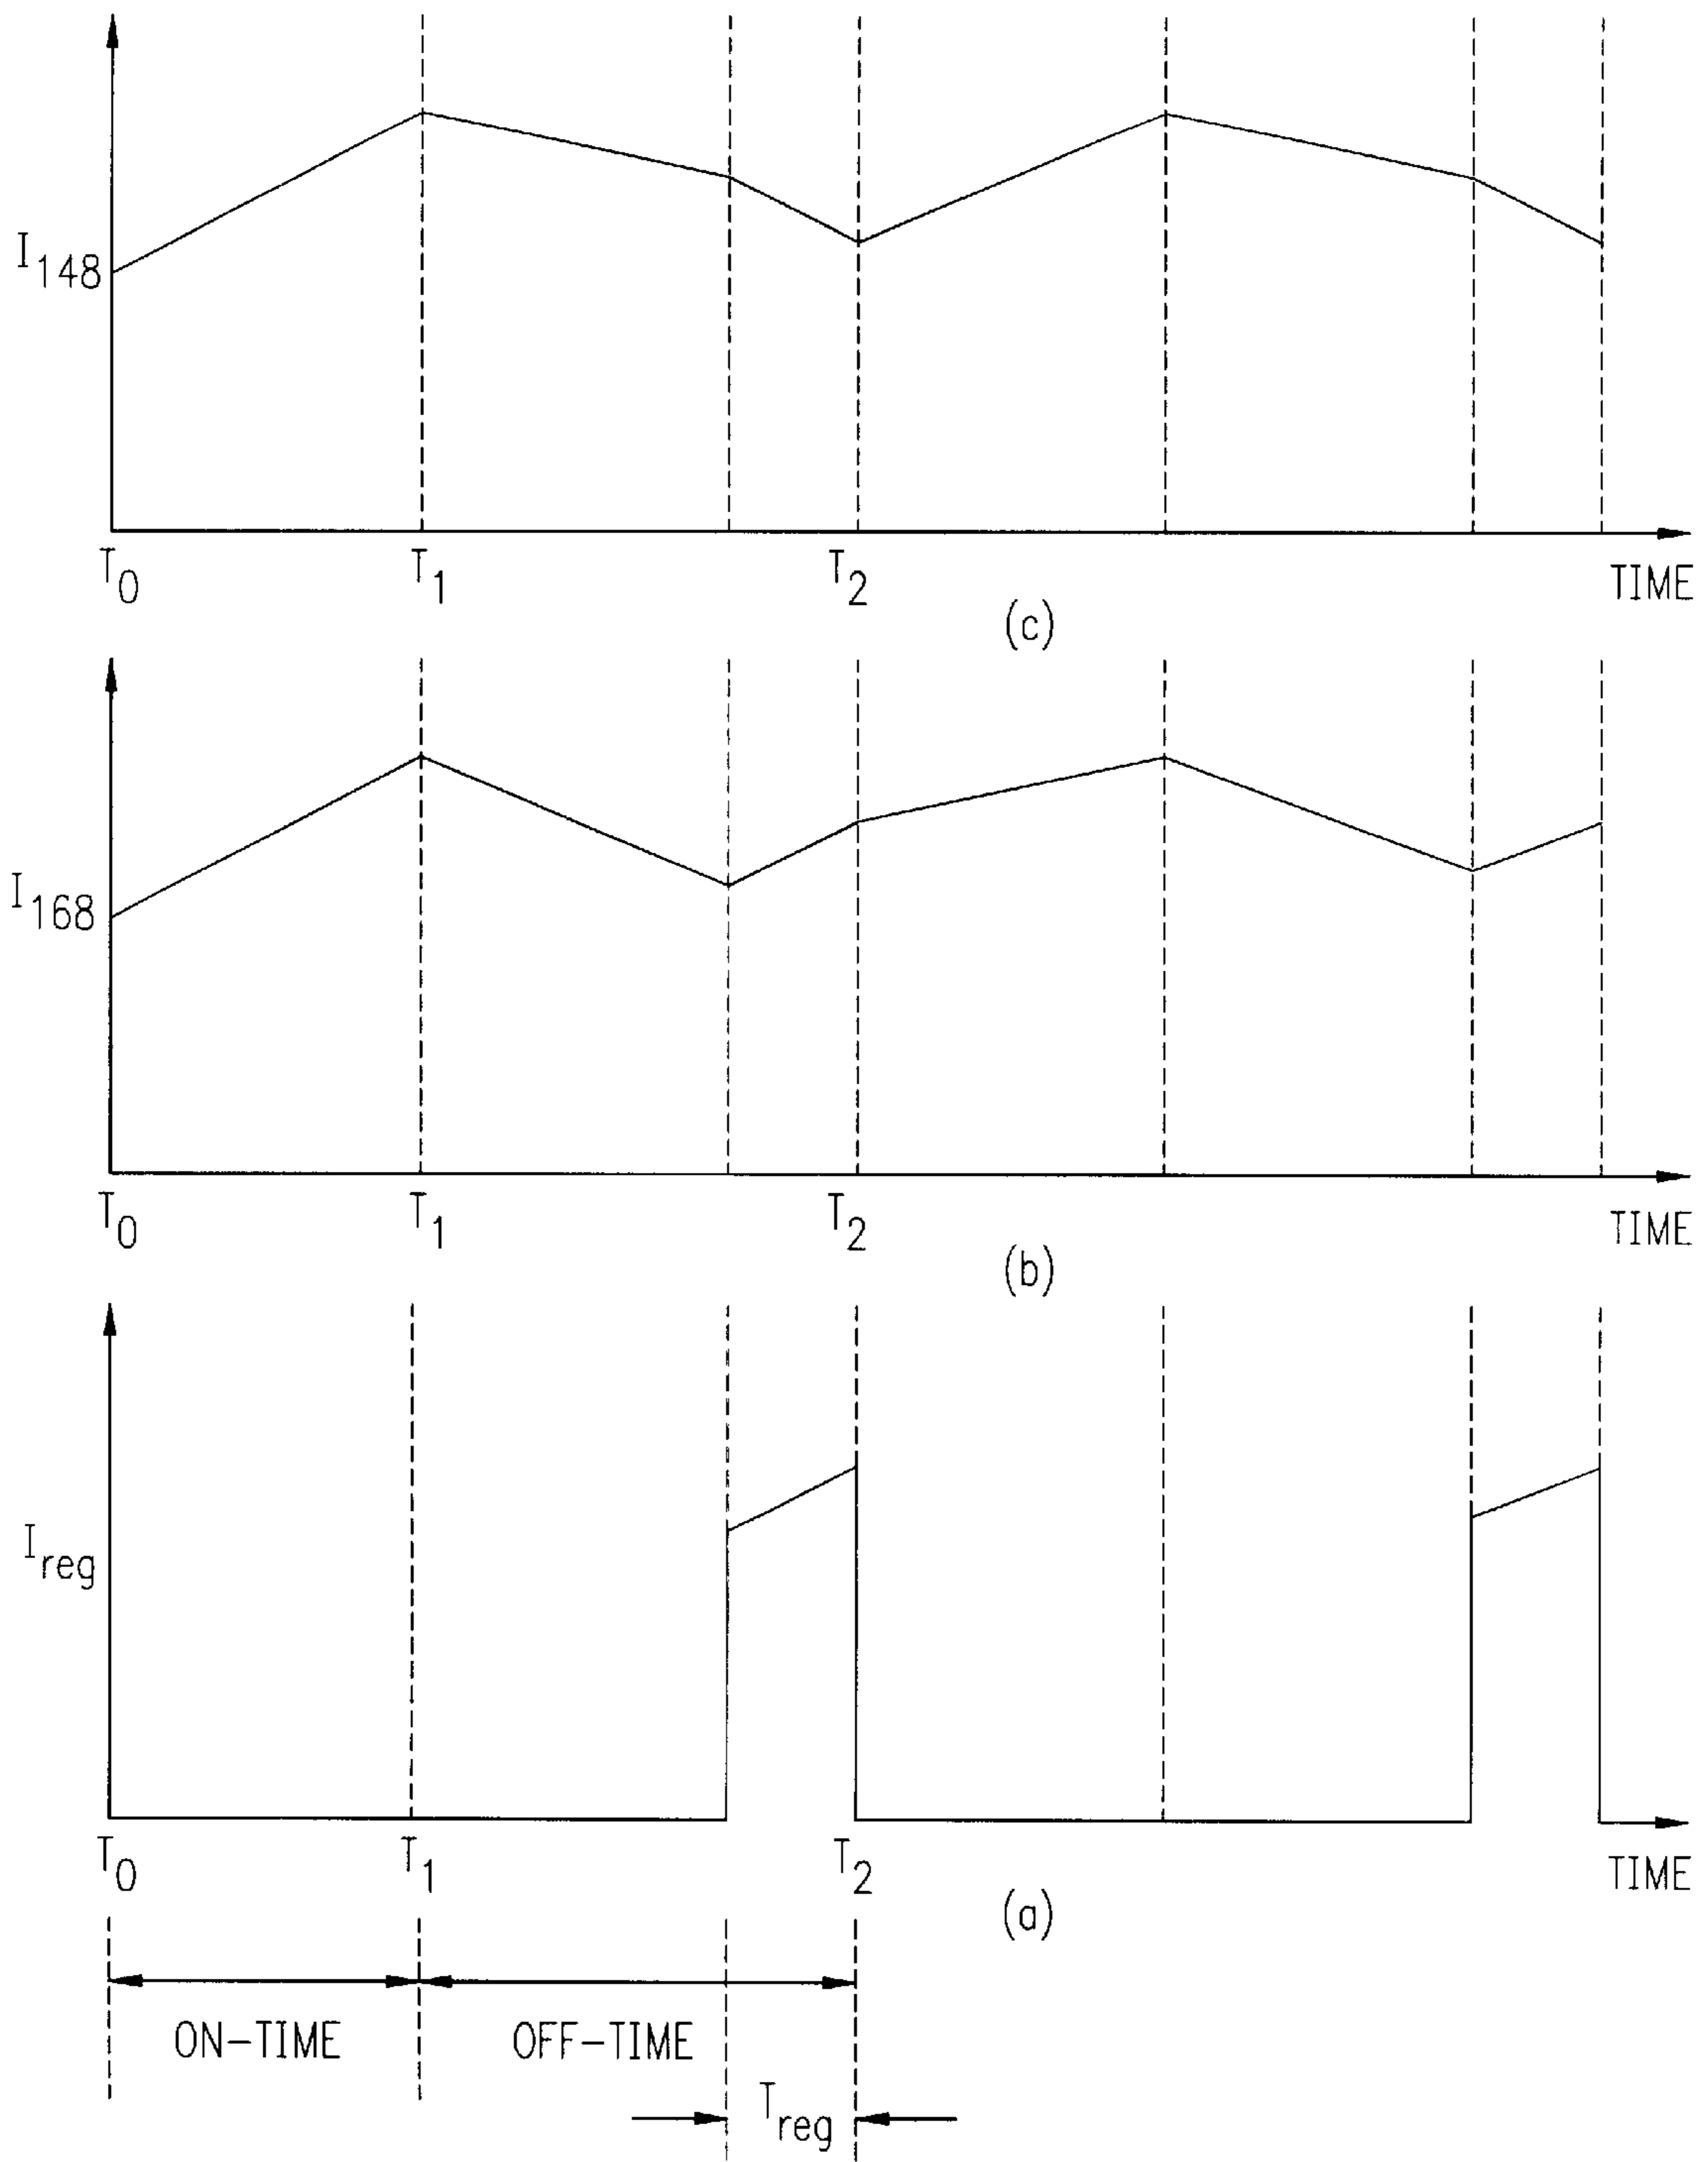 I148
T0 T1 T2 TIME
(c)
I168
T0 T1 T2 TIME
(b)
Ireg
T0 T1 T2 TIME
(a)
ON-TIME OFF-TIME
Treg